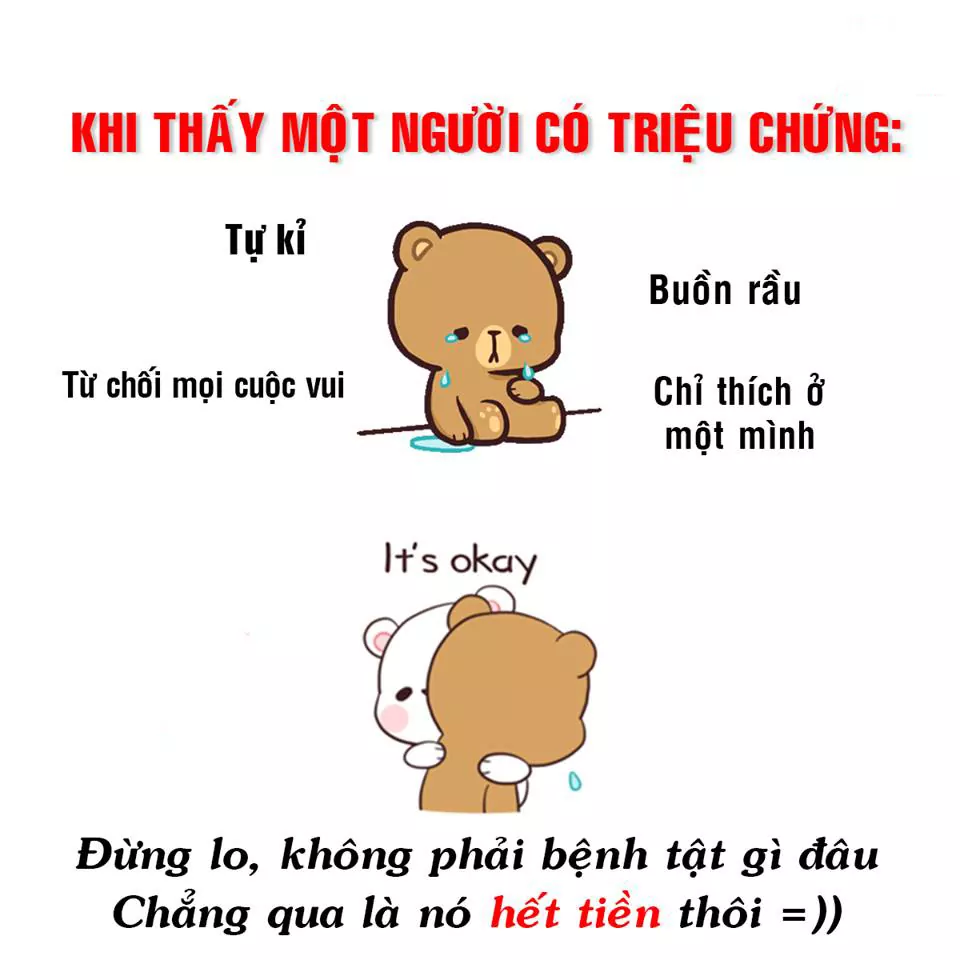 KHI THẤY MỘT NGƯỜI CÓ TRIỆU CHỨNG:
Tự kỉ
Buồn rầu
Từ chối mọi cuộc vui
Chỉ thích ở
một mình
It's okay
Đừng lo, không phải bệnh tật gì đâu
Chẳng qua là nó hết tiền thôi =))